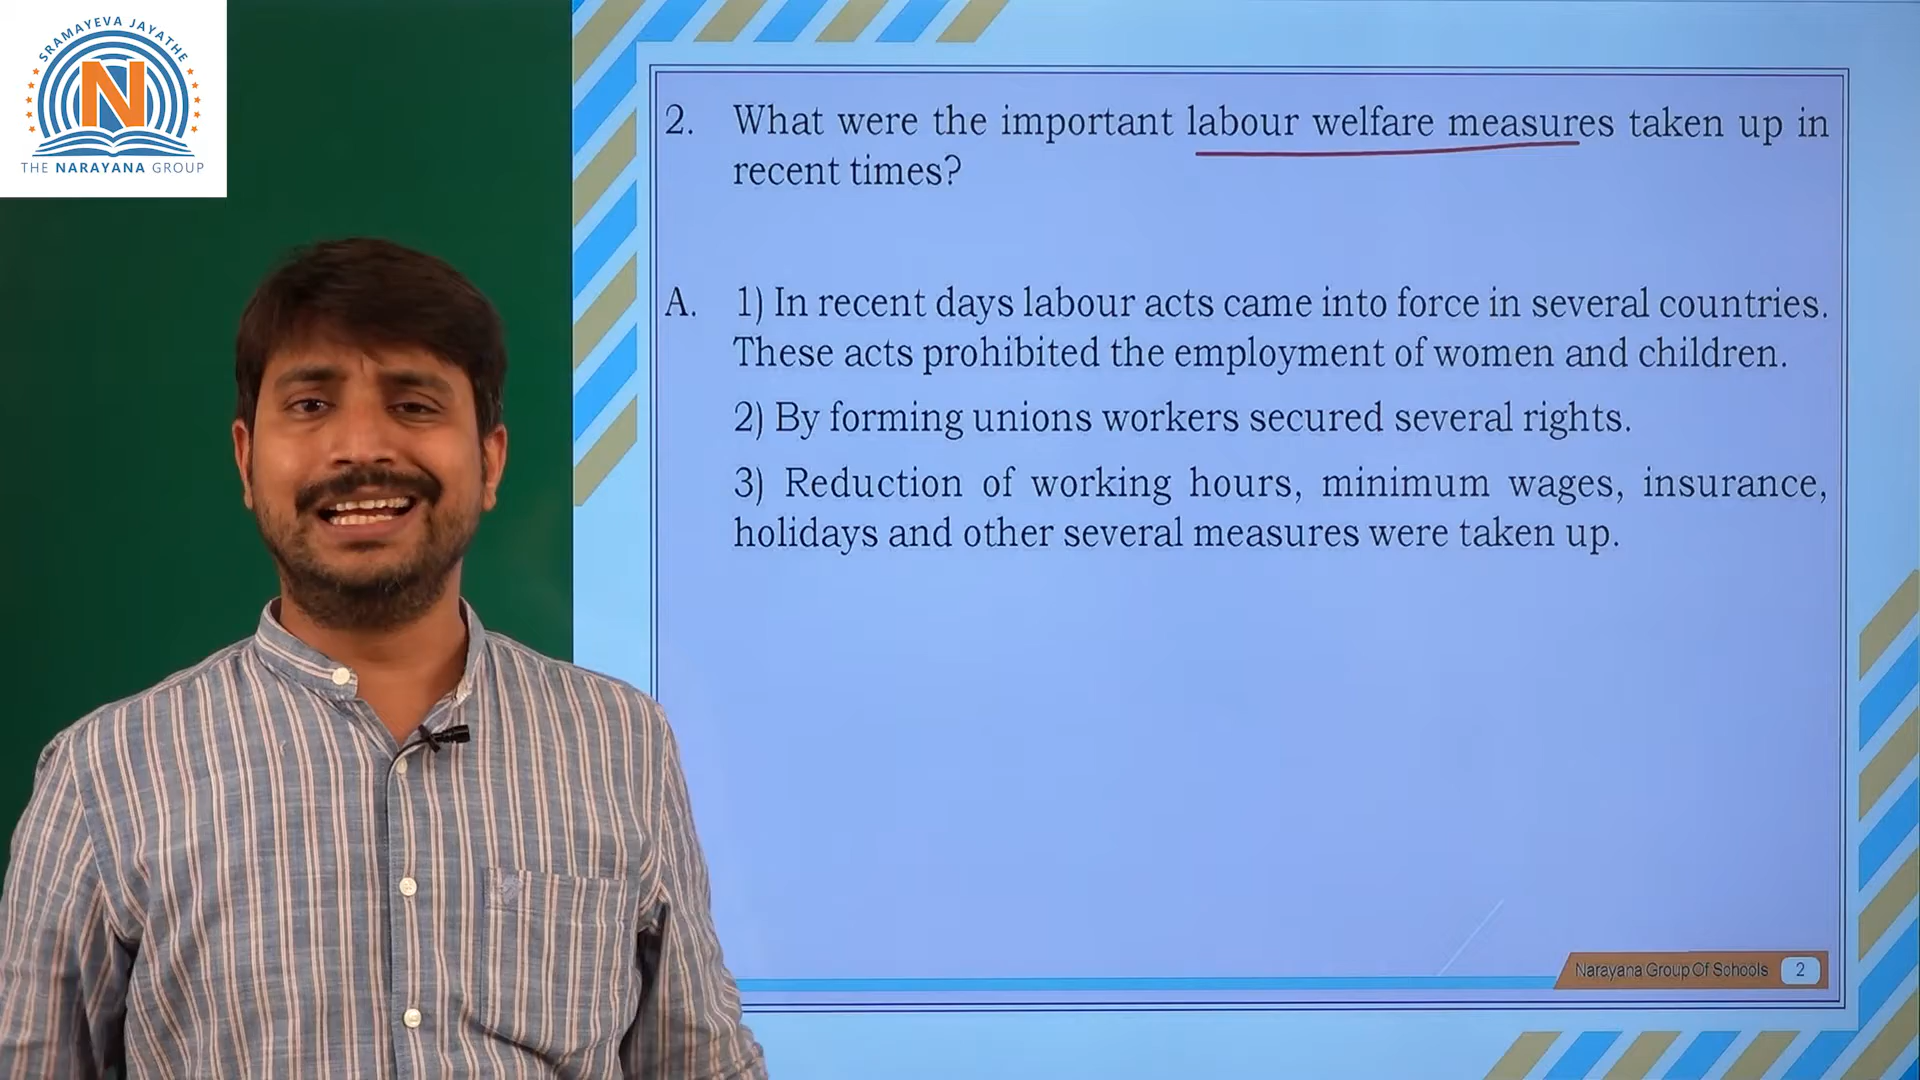 SRAMAYEVA JAYATHE
N
THE NARAYANA GROUP
2. What were the important labour welfare measures taken up in
recent times?
A. 1) In recent days labour acts came into force in several countries.
These acts prohibited the employment of women and children.
2) By forming unions workers secured several rights.
3) Reduction of working hours, minimum wages, insurance,
holidays and other several measures were taken up.
Narayana Group Of Schools 2